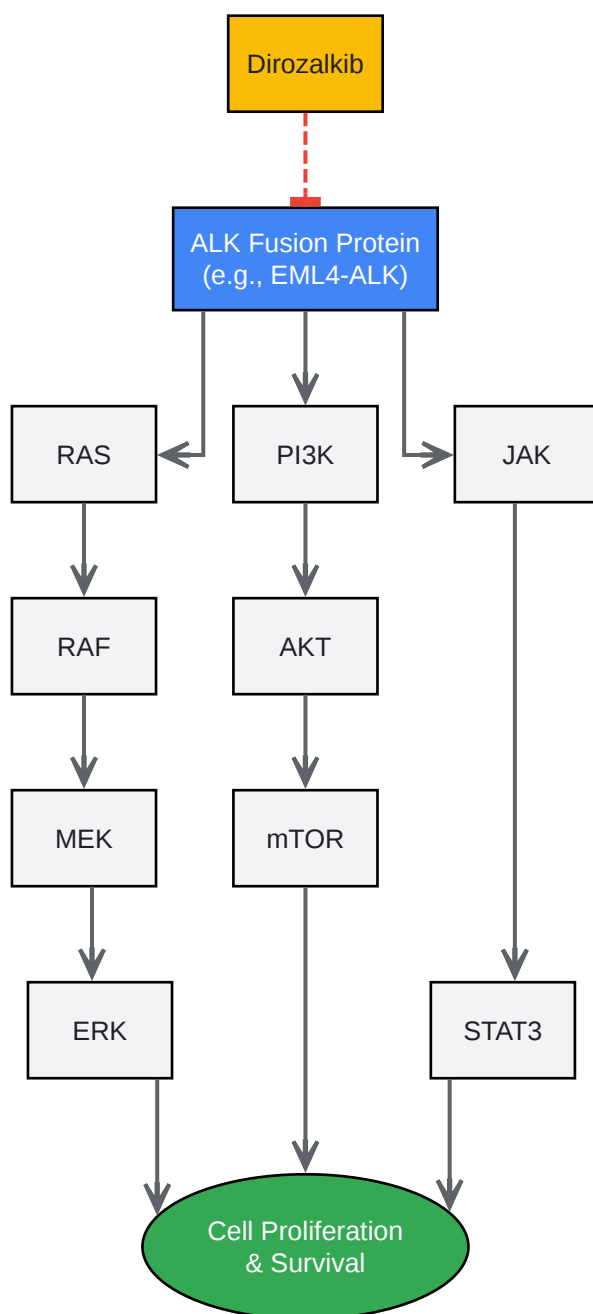 Dirozalkib
ALK Fusion Protein
(e.g., EML4-ALK)
RAS
PI3K
JAK
RAF
AKT
MEK
mTOR
ERK
STAT3
Cell Proliferation
& Survival